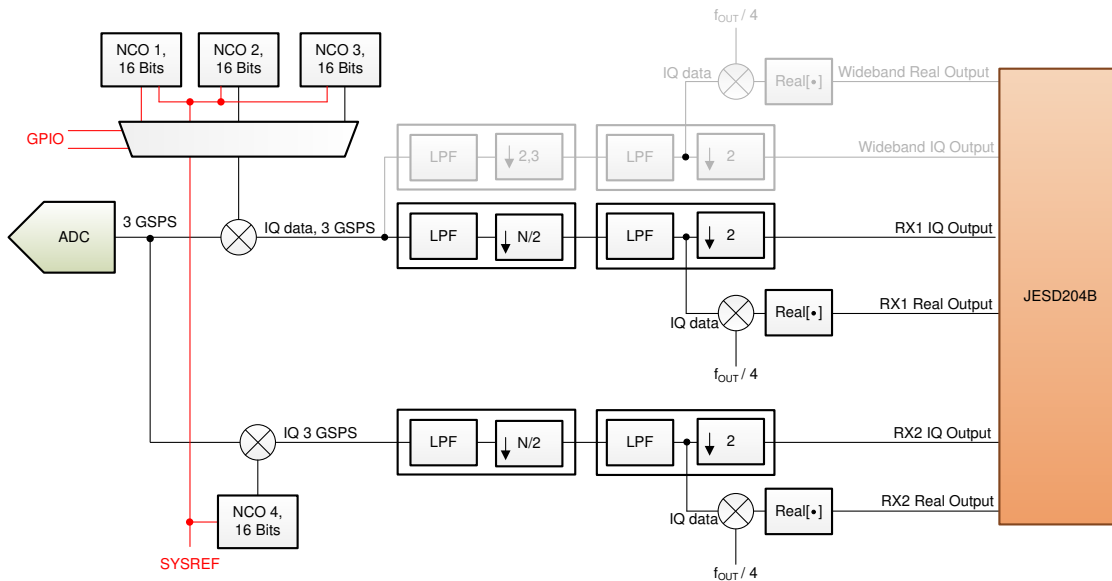 f_OUT / 4
NCO 1,
16 Bits
NCO 2,
16 Bits
NCO 3,
16 Bits
IQ data
Real[•]
Wideband Real Output
GPIO
LPF
2,3
LPF
2
Wideband IQ Output
ADC
3 GSPS
IQ data, 3 GSPS
LPF
N/2
LPF
2
RX1 IQ Output
JESD204B
IQ data
Real[•]
RX1 Real Output
f_OUT / 4
IQ 3 GSPS
LPF
N/2
LPF
2
RX2 IQ Output
NCO 4,
16 Bits
IQ data
Real[•]
RX2 Real Output
SYSREF
f_OUT / 4